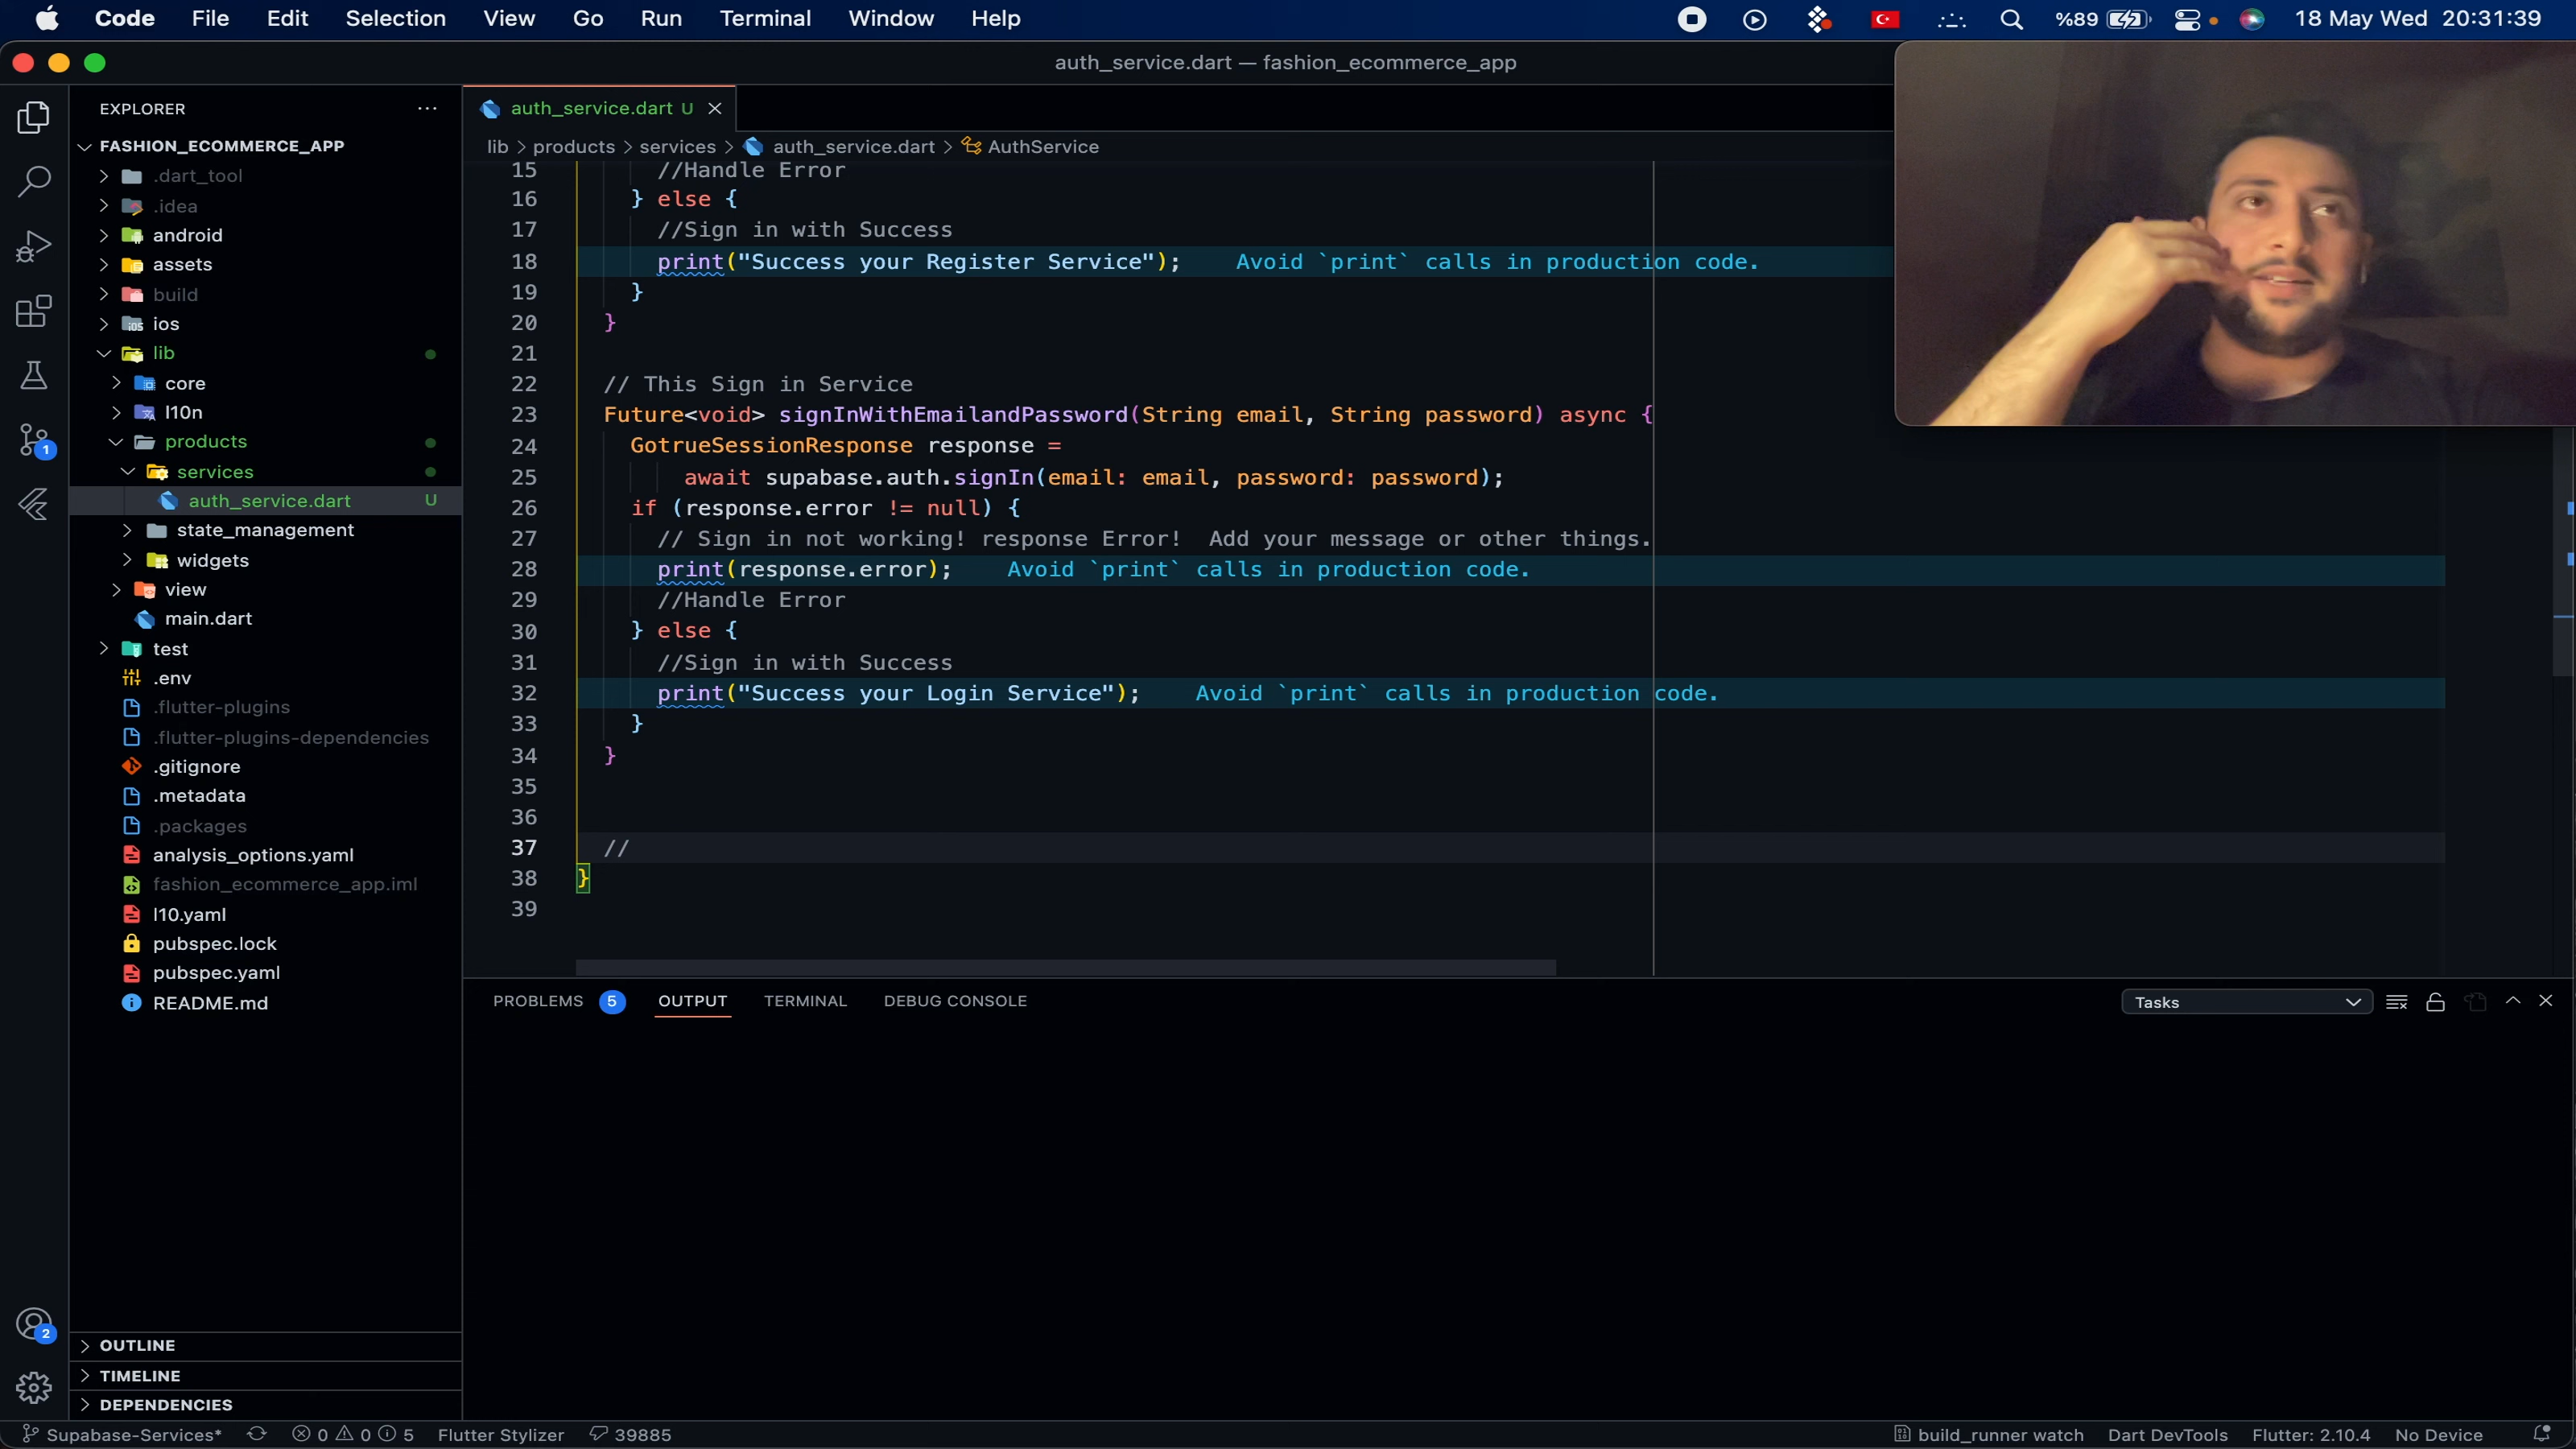 Code File Edit Selection View Go Run Terminal Window Help %89 18 May Wed 20:31:39
auth_service.dart — fashion_ecommerce_app
EXPLORER
auth_service.dart U
FASHION_ECOMMERCE_APP
lib > products > services > auth_service.dart > AuthService
.dart_tool
.idea
android
assets
build
ios
lib
core
l10n
products
services
auth_service.dart U
state_management
widgets
view
main.dart
test
.env
.flutter-plugins
.flutter-plugins-dependencies
.gitignore
.metadata
.packages
analysis_options.yaml
fashion_ecommerce_app.iml
l10.yaml
pubspec.lock
pubspec.yaml
README.md
OUTLINE
TIMELINE
DEPENDENCIES
1
2
15 //Handle Error
16 } else {
17 //Sign in with Success
18 print("Success your Register Service"); Avoid `print` calls in production code.
19 }
20 }
21
22 // This Sign in Service
23 Future<void> signInWithEmailandPassword(String email, String password) async {
24 GotrueSessionResponse response =
25 await supabase.auth.signIn(email: email, password: password);
26 if (response.error != null) {
27 // Sign in not working! response Error!  Add your message or other things.
28 print(response.error); Avoid `print` calls in production code.
29 //Handle Error
30 } else {
31 //Sign in with Success
32 print("Success your Login Service"); Avoid `print` calls in production code.
33 }
34 }
35
36
37 //
38 }
39
PROBLEMS 5 OUTPUT TERMINAL DEBUG CONSOLE Tasks
Supabase-Services* 0 0 5 Flutter Stylizer 39885 build_runner watch Dart DevTools Flutter: 2.10.4 No Device